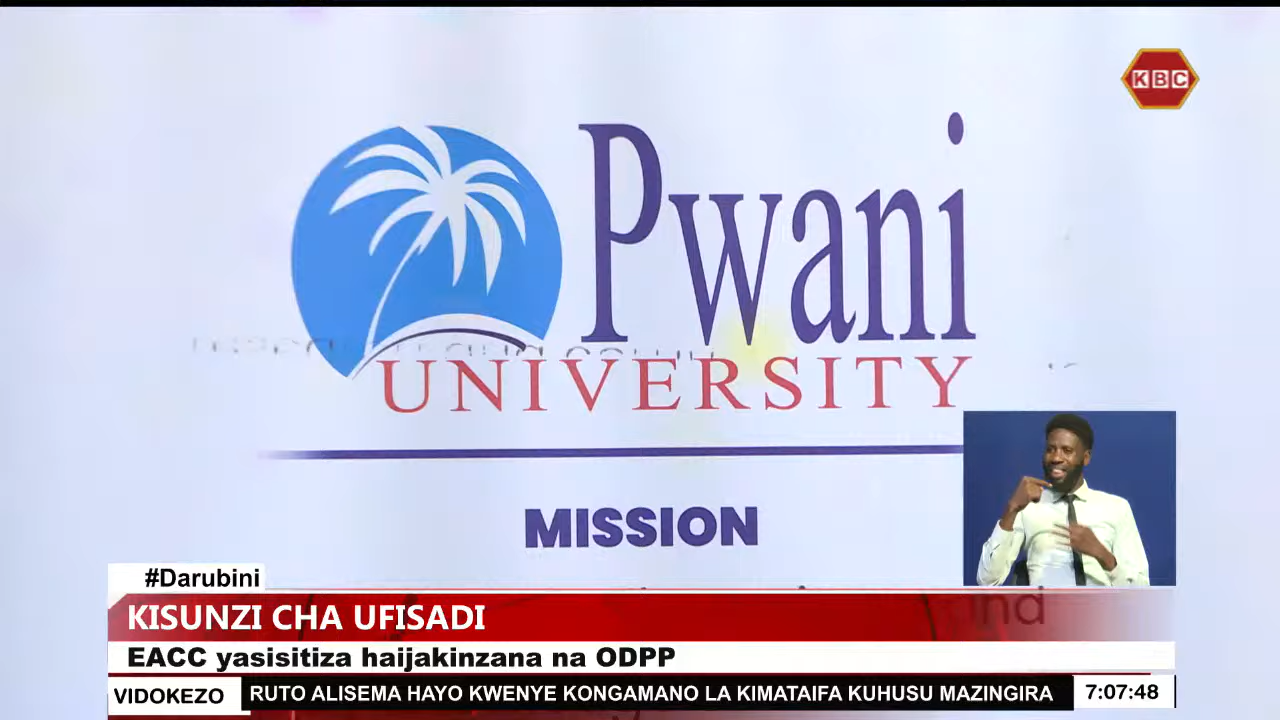 KBC
Pwani
UNIVERSITY
MISSION
#Darubini
KISUNZI CHA UFISADI
EACC yasisitiza haijakinzana na ODPP
VIDOKEZO RUTO ALISEMA HAYO KWENYE KONGAMANO LA KIMATAIFA KUHUSU MAZINGIRA 7:07:48